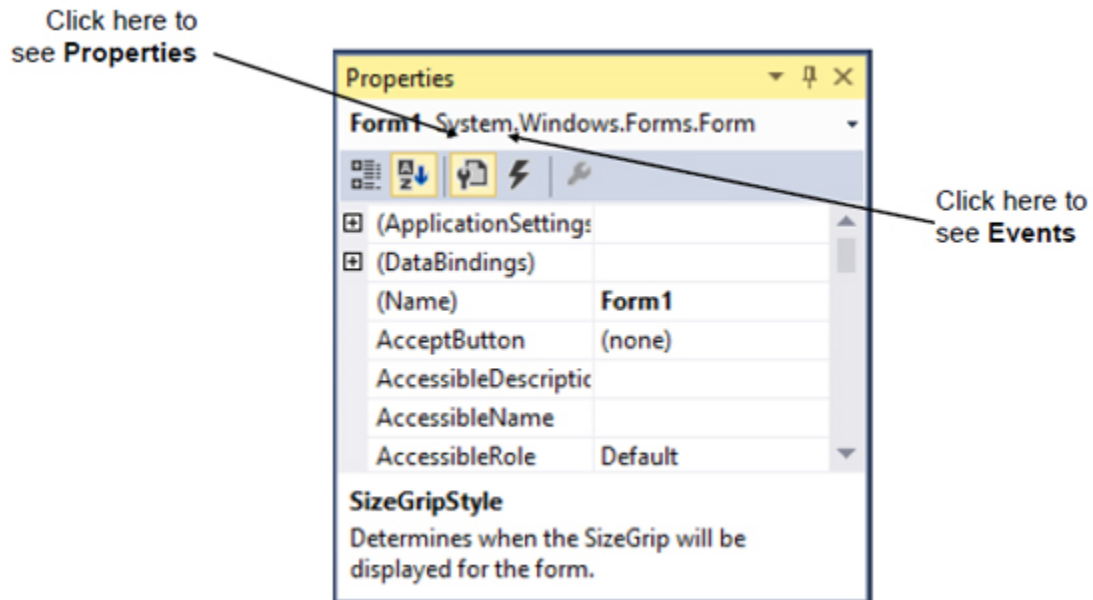 Click here to
see Properties
Properties
Form1 System.Windows.Forms.Form
(ApplicationSettings
(DataBindings)
(Name) Form1
AcceptButton (none)
AccessibleDescriptic
AccessibleName
AccessibleRole Default
SizeGripStyle
Determines when the SizeGrip will be
displayed for the form.
Click here to
see Events